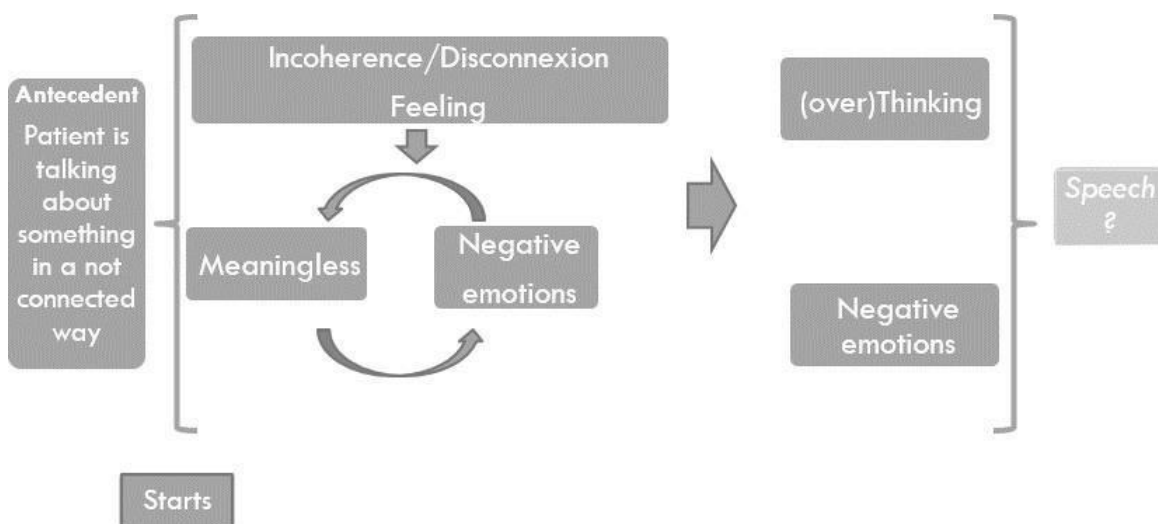 Antecedent
Patient is
talking
about
something
in a not
connected
way
Incoherence/Disconnexion
Feeling
Meaningless
Negative
emotions
(over)Thinking
Negative
emotions
Speech
?
Starts